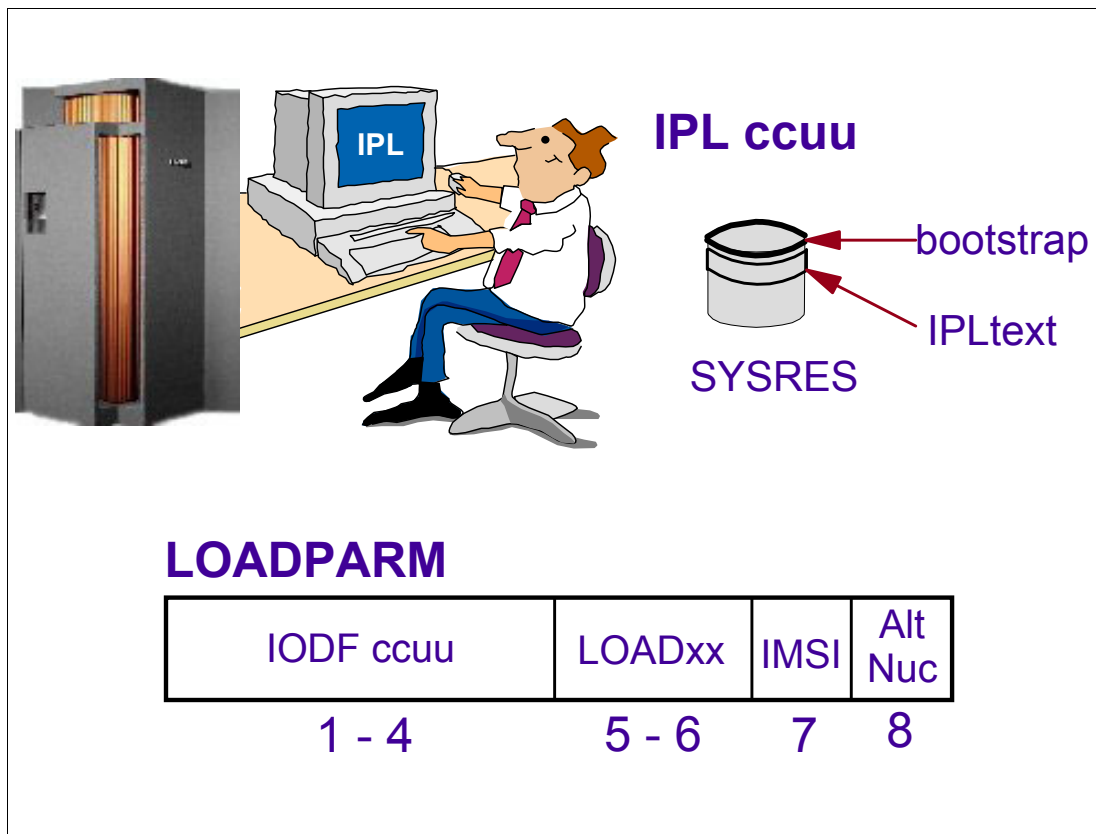 IPL
IPL ccuu
bootstrap
IPLtext
SYSRES
LOADPARM
IODF ccuu
LOADxx
IMSI
Alt
Nuc
1 - 4
5 - 6
7
8